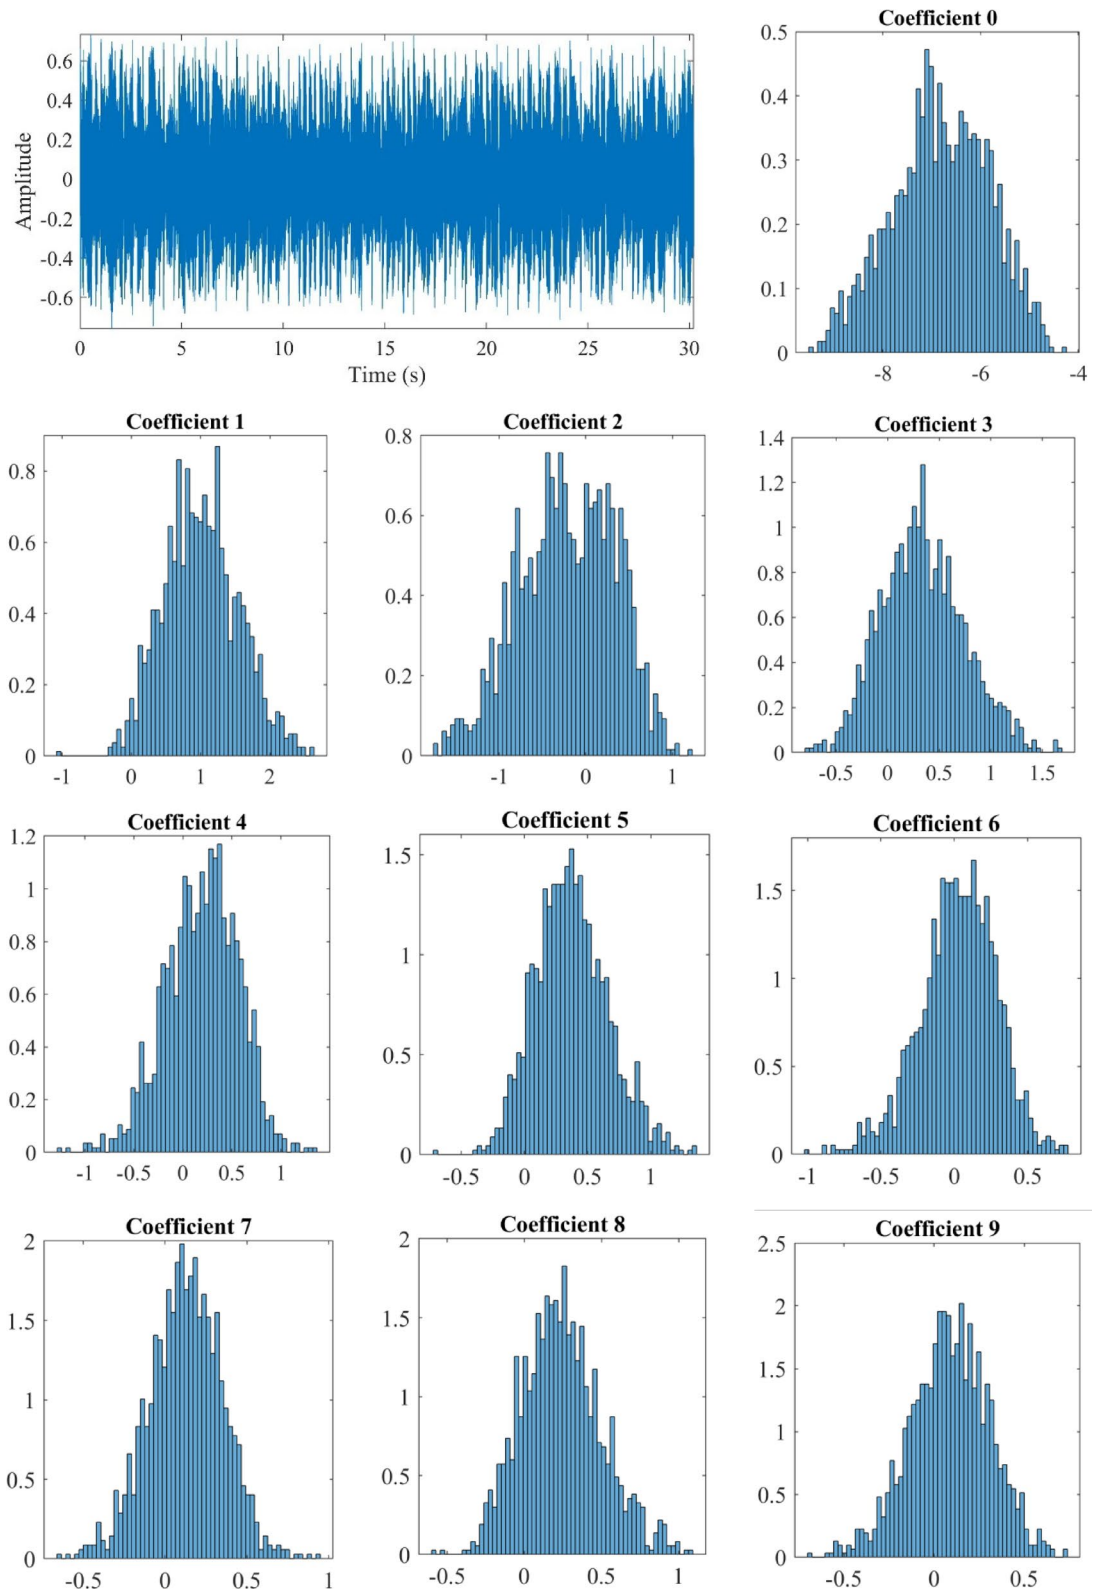 Coefficient 0
0.6
0.4
0.2
0
-0.2
-0.4
-0.6
Amplitude
0 5 10 15 20 25 30
Time (s)
0.5
0.4
0.3
0.2
0.1
0
-8 -6 -4
Coefficient 1
0.8
0.6
0.4
0.2
0
-1 0 1 2
Coefficient 2
0.8
0.6
0.4
0.2
0
-1 0 1
Coefficient 3
1.4
1.2
1
0.8
0.6
0.4
0.2
0
-0.5 0 0.5 1 1.5
Coefficient 4
1.2
1
0.8
0.6
0.4
0.2
0
-1 -0.5 0 0.5 1
Coefficient 5
1.5
1
0.5
0
-0.5 0 0.5 1
Coefficient 6
1.5
1
0.5
0
-1 -0.5 0 0.5
Coefficient 7
2
1.5
1
0.5
0
-0.5 0 0.5 1
Coefficient 8
2
1.5
1
0.5
0
-0.5 0 0.5 1
Coefficient 9
2.5
2
1.5
1
0.5
0
-0.5 0 0.5